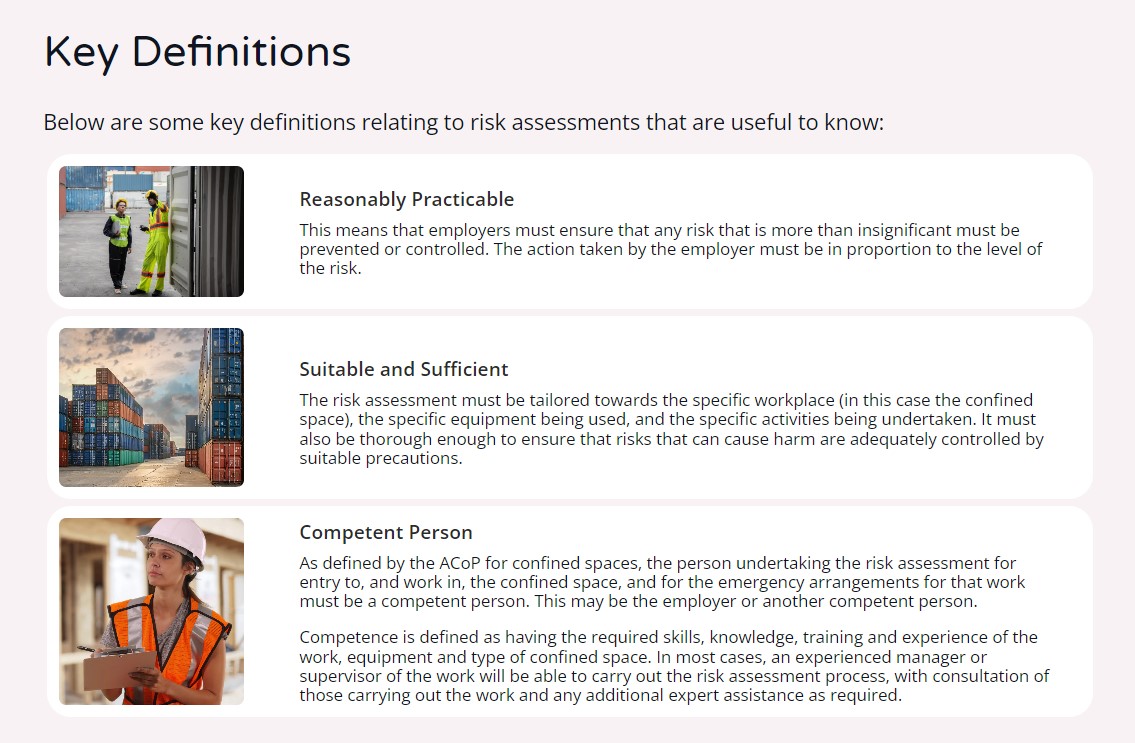 Key Definitions
Below are some key definitions relating to risk assessments that are useful to know:
Reasonably Practicable
This means that employers must ensure that any risk that is more than insignificant must be
prevented or controlled. The action taken by the employer must be in proportion to the level of
the risk.
Suitable and Sufficient
The risk assessment must be tailored towards the specific workplace (in this case the confined
space), the specific equipment being used, and the specific activities being undertaken. It must
also be thorough enough to ensure that risks that can cause harm are adequately controlled by
suitable precautions.
Competent Person
As defined by the ACoP for confined spaces, the person undertaking the risk assessment for
entry to, and work in, the confined space, and for the emergency arrangements for that work
must be a competent person. This may be the employer or another competent person.
Competence is defined as having the required skills, knowledge, training and experience of the
work, equipment and type of confined space. In most cases, an experienced manager or
supervisor of the work will be able to carry out the risk assessment process, with consultation of
those carrying out the work and any additional expert assistance as required.